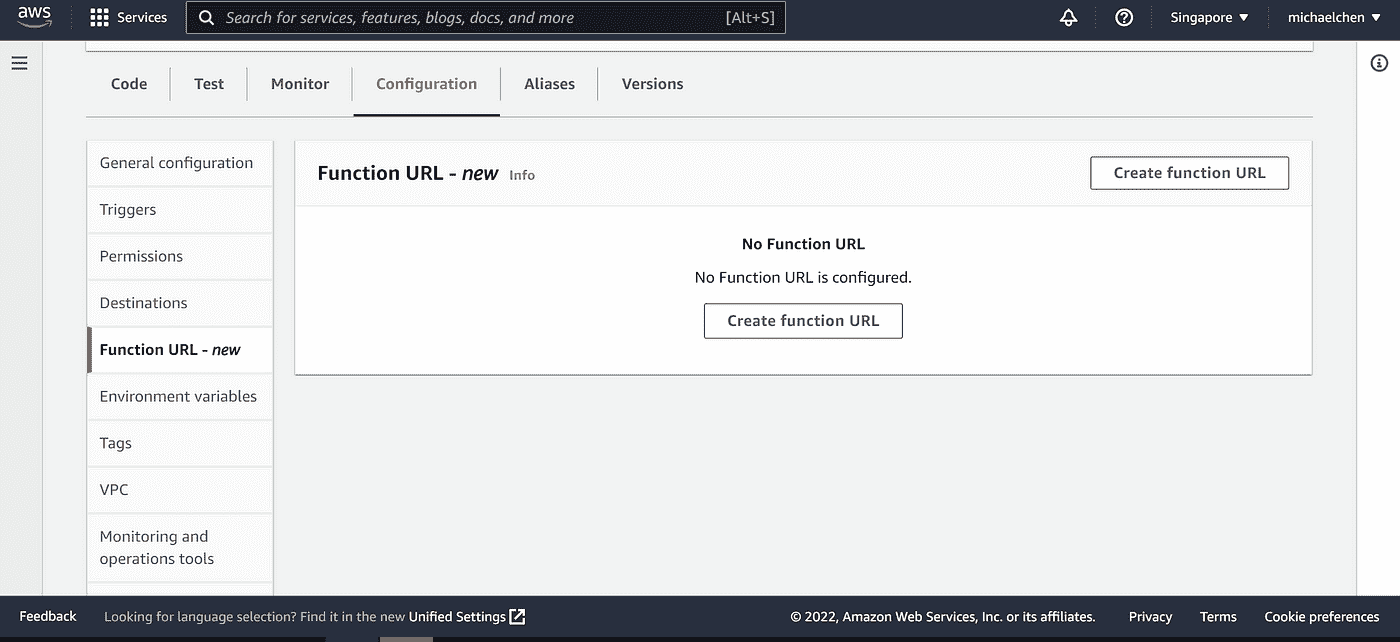 aws
Services
Search for services, features, blogs, docs, and more
[Alt+S]
Singapore
michaelchen
Code
Test
Monitor
Configuration
Aliases
Versions
General configuration
Triggers
Permissions
Destinations
Function URL - new
Environment variables
Tags
VPC
Monitoring and
operations tools
Function URL - new Info
Create function URL
No Function URL
No Function URL is configured.
Create function URL
Feedback
Looking for language selection? Find it in the new Unified Settings
© 2022, Amazon Web Services, Inc. or its affiliates.
Privacy
Terms
Cookie preferences